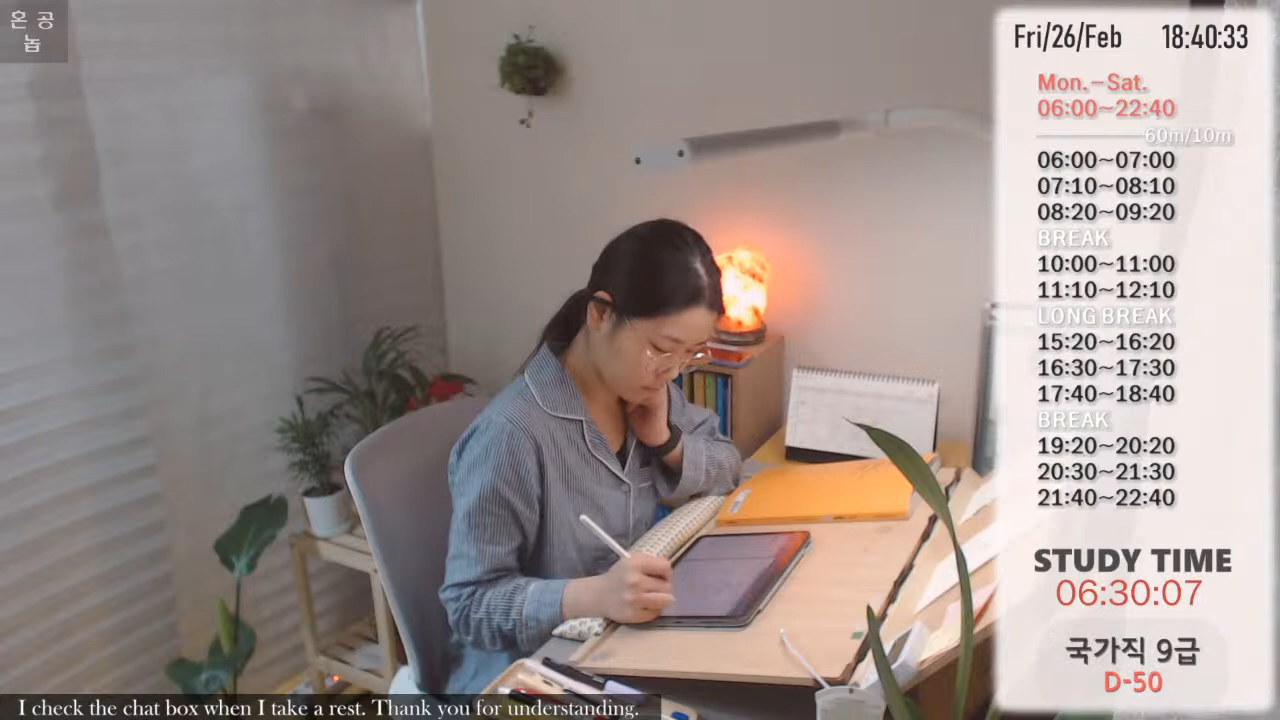 혼 공
놉
Fri/26/Feb 18:40:33
Mon.-Sat.
06:00~22:40
60m/10m
06:00~07:00
07:10~08:10
08:20~09:20
BREAK
10:00~11:00
11:10~12:10
LONG BREAK
15:20~16:20
16:30~17:30
17:40~18:40
BREAK
19:20~20:20
20:30~21:30
21:40~22:40
STUDY TIME
06:30:07
국가직 9급
D-50
I check the chat box when I take a rest. Thank you for understanding.